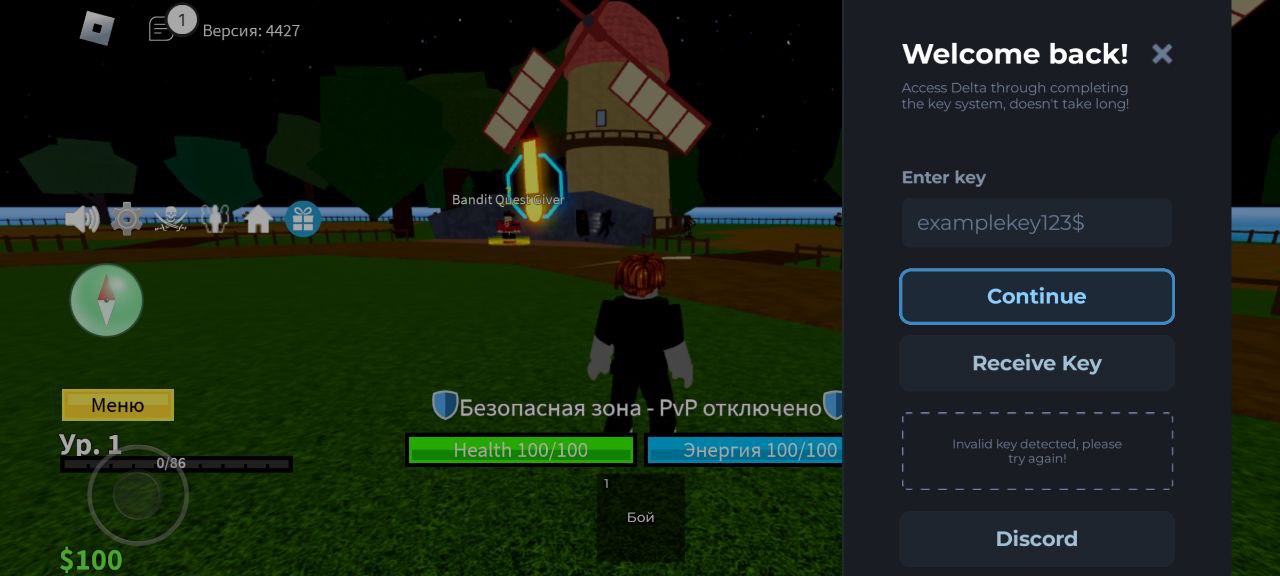 1
Версия: 4427
Bandit Quest Giver
Меню
Ур. 1
0/86
$100
Безопасная зона - PvP отключено
Health 100/100
Энергия 100/100
1
Бой
Welcome back!
Access Delta through completing
the key system, doesn't take long!
Enter key
examplekey123$
Continue
Receive Key
Invalid key detected, please
try again!
Discord